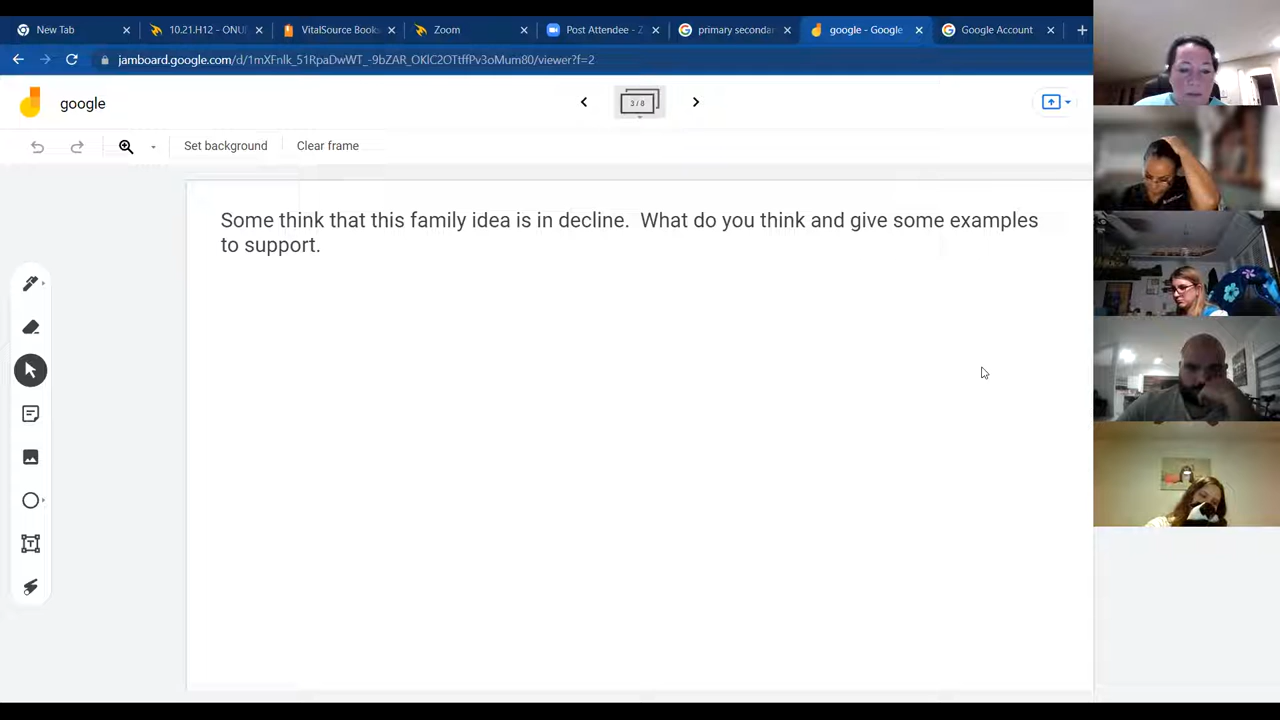 New Tab
10.21.H12 - ONU
VitalSource Books
Zoom
Post Attendee - Z
primary secondar
google - Google
Google Account
jamboard.google.com/d/1mXFnlk_51RpaDwWT_-9bZAR_OKlC2OTtffPv3oMum80/viewer?f=2
google
3 / 8
Set background
Clear frame
Some think that this family idea is in decline.  What do you think and give some examples
to support.